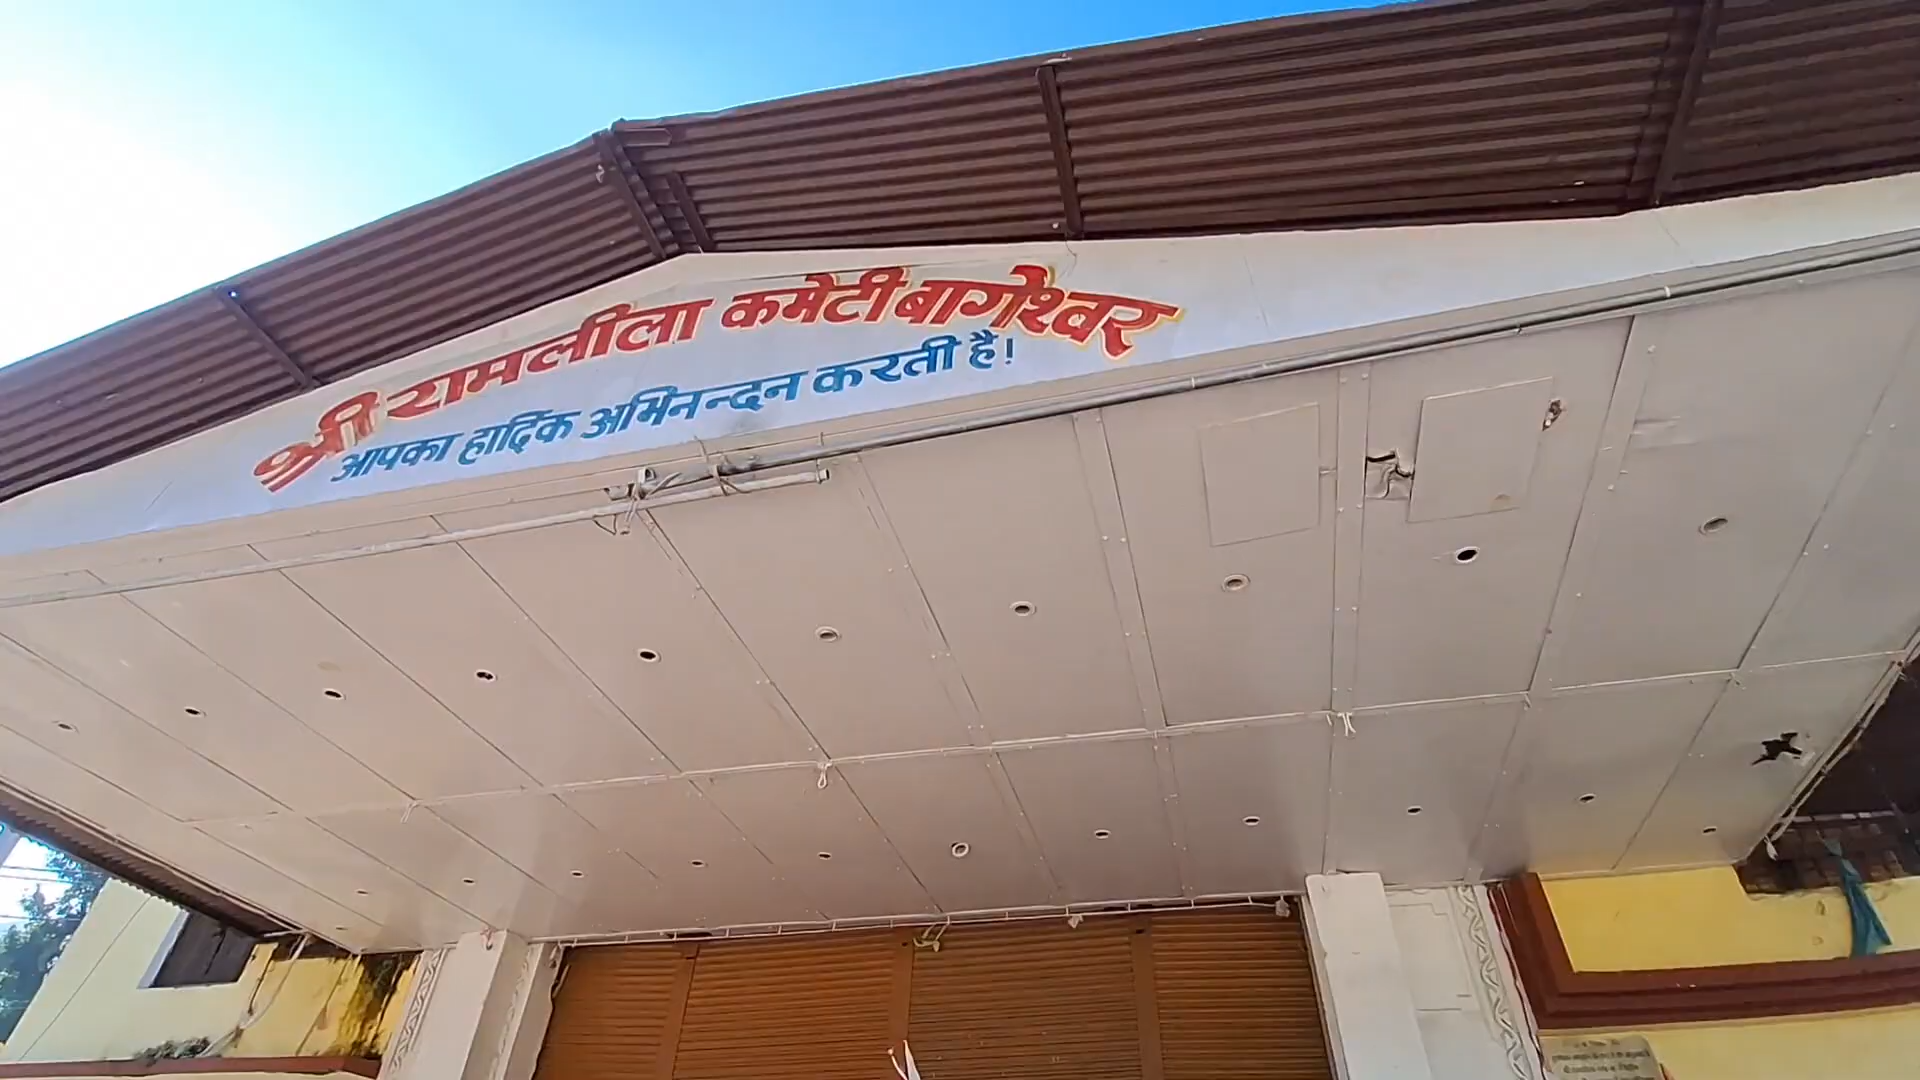 श्री रामलीला कमेटी बागेश्वर
आपका हार्दिक अभिनन्दन करती है!